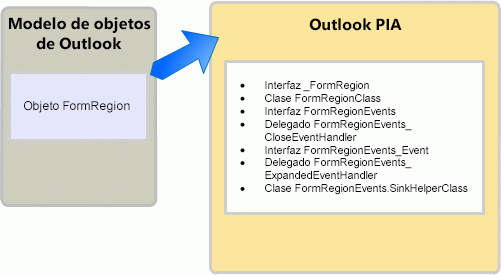 Modelo de objetos
de Outlook
Objeto FormRegion
Outlook PIA
• Interfaz _FormRegion
• Clase FormRegionClass
• Interfaz FormRegionEvents
• Delegado FormRegionEvents_
CloseEventHandler
• Interfaz FormRegionEvents_Event
• Delegado FormRegionEvents_
ExpandedEventHandler
• Clase FormRegionEvents.SinkHelperClass